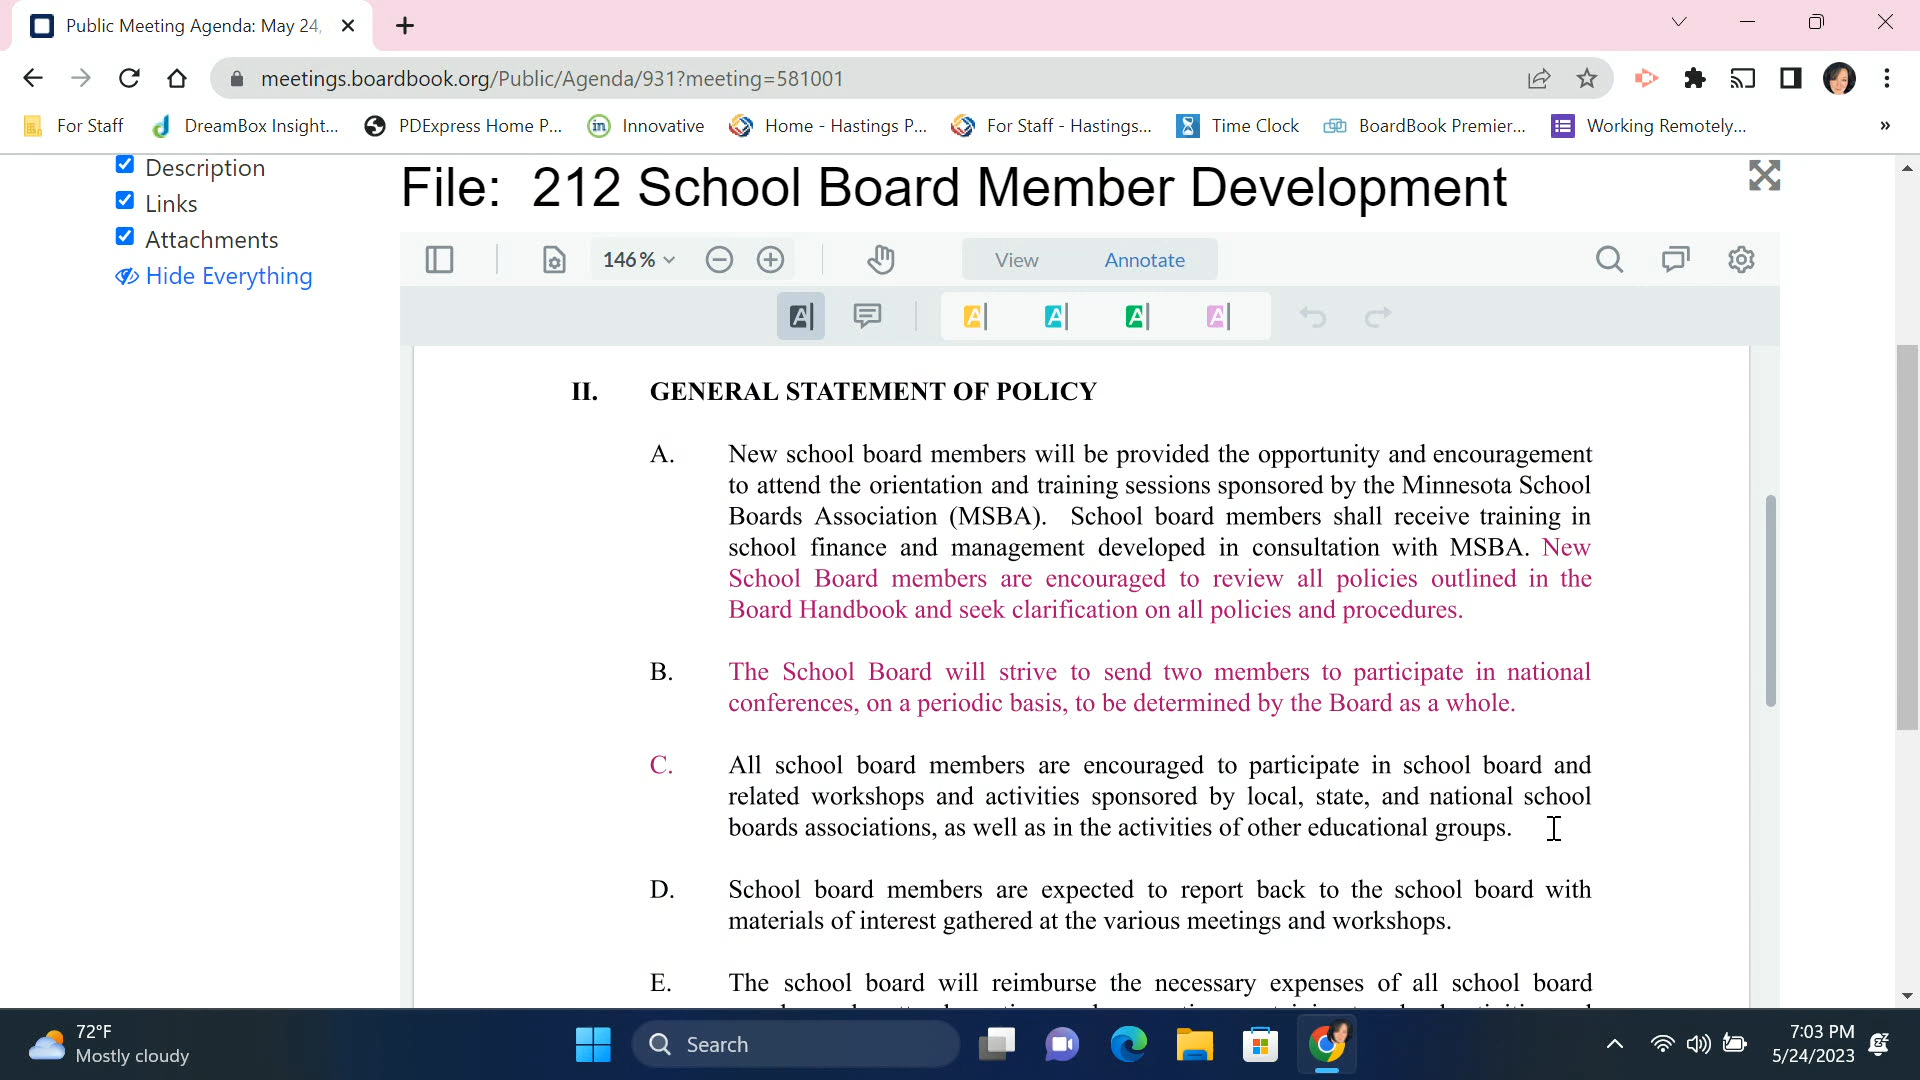 Public Meeting Agenda: May 24,
meetings.boardbook.org/Public/Agenda/931?meeting=581001
For Staff
DreamBox Insight...
PDExpress Home P...
in
Innovative
Home - Hastings P...
For Staff - Hastings...
Time Clock
BoardBook Premier...
Working Remotely...
»
Description
Links
Attachments
Hide Everything
File: 212 School Board Member Development
146%
View
Annotate
A
A
A
A
A
II. GENERAL STATEMENT OF POLICY
A. New school board members will be provided the opportunity and encouragement
to attend the orientation and training sessions sponsored by the Minnesota School
Boards Association (MSBA). School board members shall receive training in
school finance and management developed in consultation with MSBA. New
School Board members are encouraged to review all policies outlined in the
Board Handbook and seek clarification on all policies and procedures.
B. The School Board will strive to send two members to participate in national
conferences, on a periodic basis, to be determined by the Board as a whole.
C. All school board members are encouraged to participate in school board and
related workshops and activities sponsored by local, state, and national school
boards associations, as well as in the activities of other educational groups.
D. School board members are expected to report back to the school board with
materials of interest gathered at the various meetings and workshops.
E. The school board will reimburse the necessary expenses of all school board
72°F
Mostly cloudy
Search
7:03 PM
5/24/2023